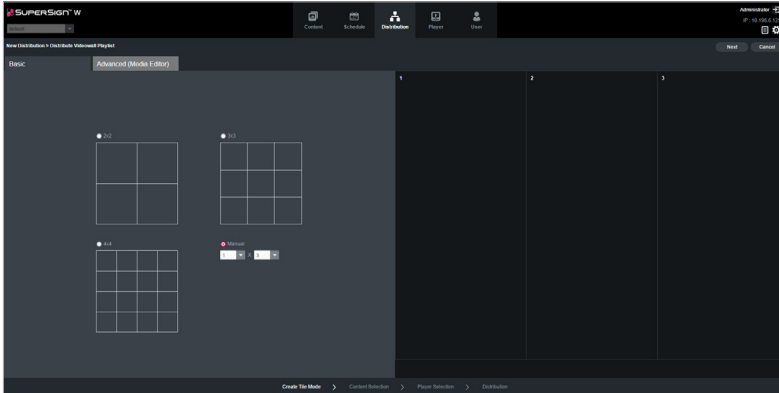 SUPERSIGN™ W
Administrator
Content
Schedule
Distribution
Player
User
New Distribution > Distribute Videowall Playlist
Next
Cancel
Basic
Advanced (Media Editor)
1
2
3
2x2
3x3
4x4
Manual
X
Create Tile Mode > Content Selection > Player Selection > Distribution